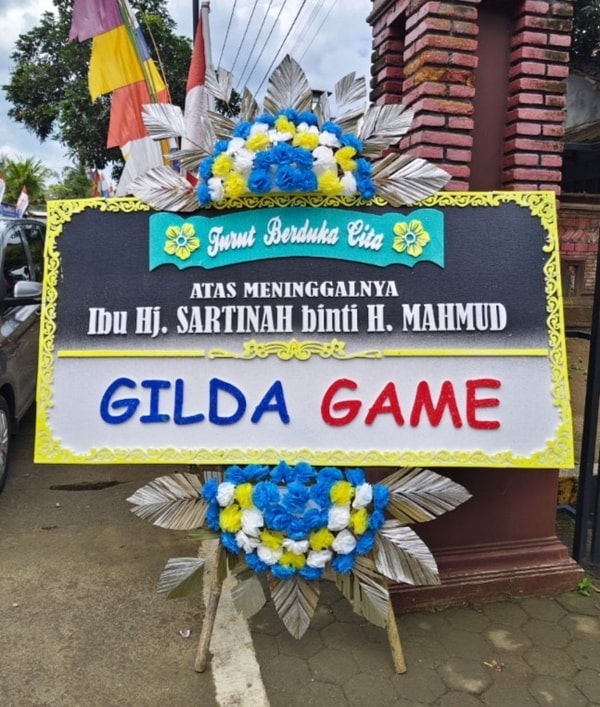 Turut Berduka Cita
ATAS MENINGGALNYA
Ibu Hj. SARTINAH binti H. MAHMUD
GILDA GAME